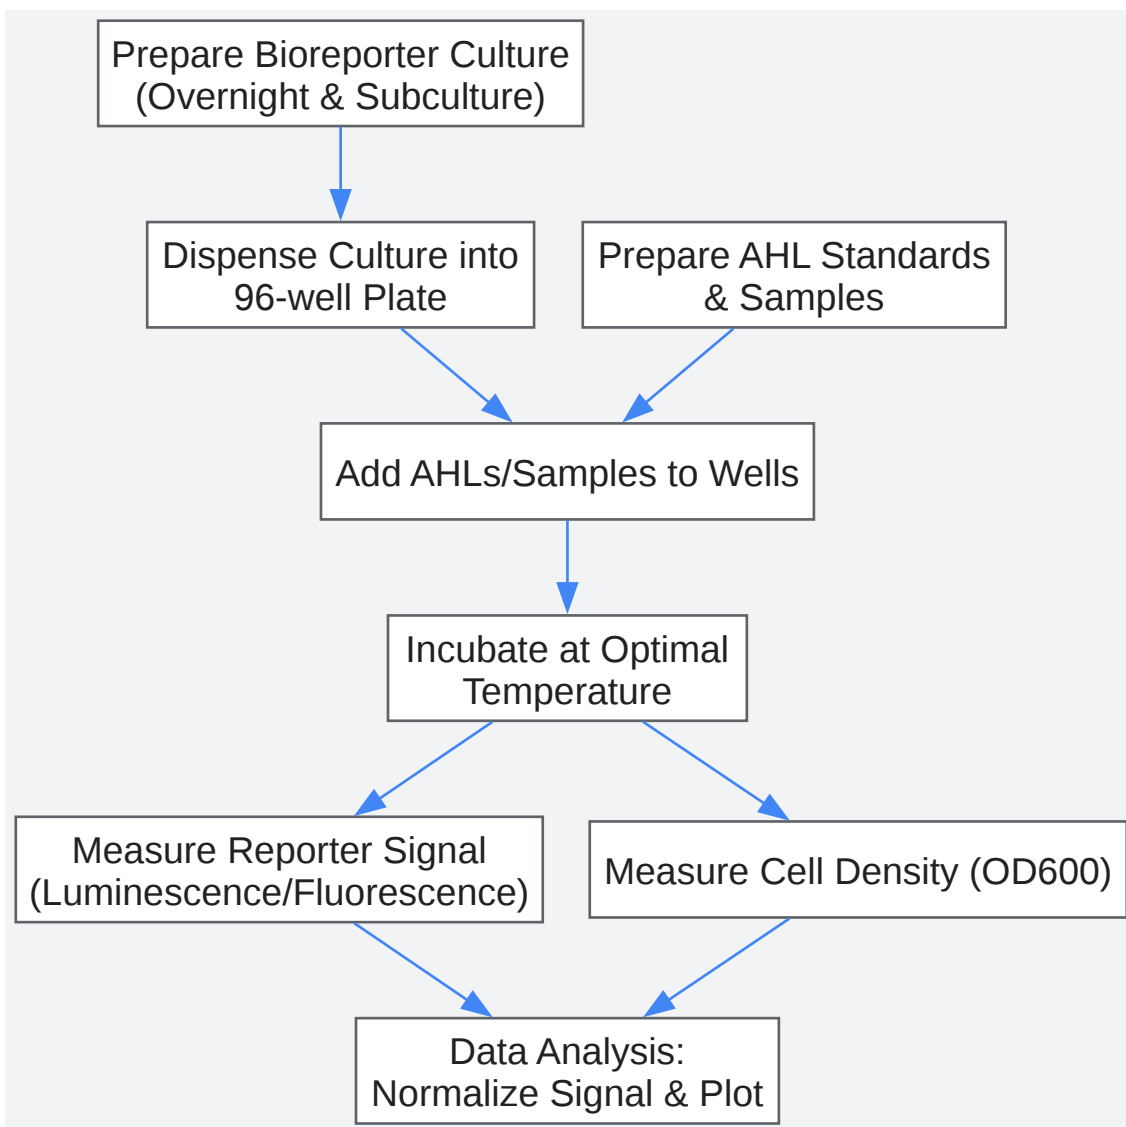 Prepare Bioreporter Culture
(Overnight & Subculture)
Dispense Culture into
96-well Plate
Prepare AHL Standards
& Samples
Add AHLs/Samples to Wells
Incubate at Optimal
Temperature
Measure Reporter Signal
(Luminescence/Fluorescence)
Measure Cell Density (OD600)
Data Analysis:
Normalize Signal & Plot